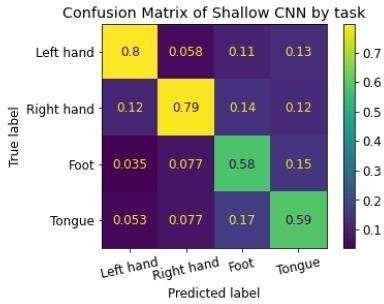 Confusion Matrix of Shallow CNN by task
Left hand 0.8 0.058 0.11 0.13
Right hand 0.12 0.79 0.14 0.12
Foot 0.035 0.077 0.58 0.15
Tongue 0.053 0.077 0.17 0.59
True label
Left hand Right hand Foot Tongue
Predicted label
0.7
0.6
0.5
0.4
0.3
0.2
0.1